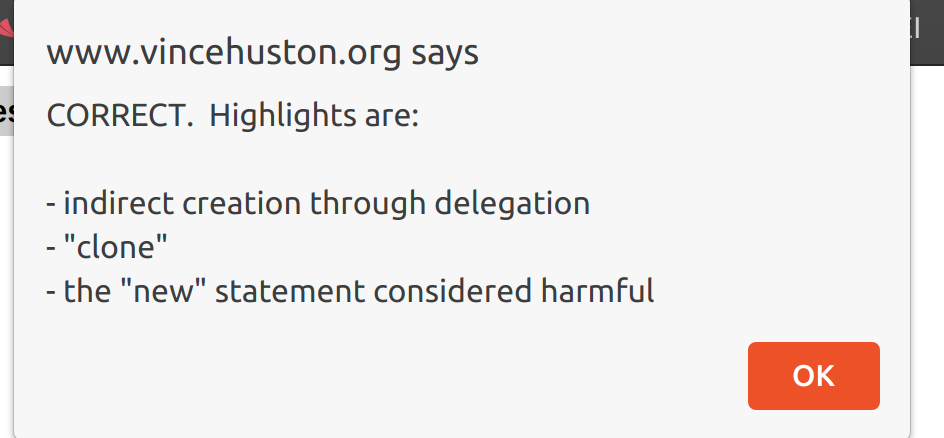 www.vincehuston.org says
CORRECT.  Highlights are:
- indirect creation through delegation
- "clone"
- the "new" statement considered harmful
OK